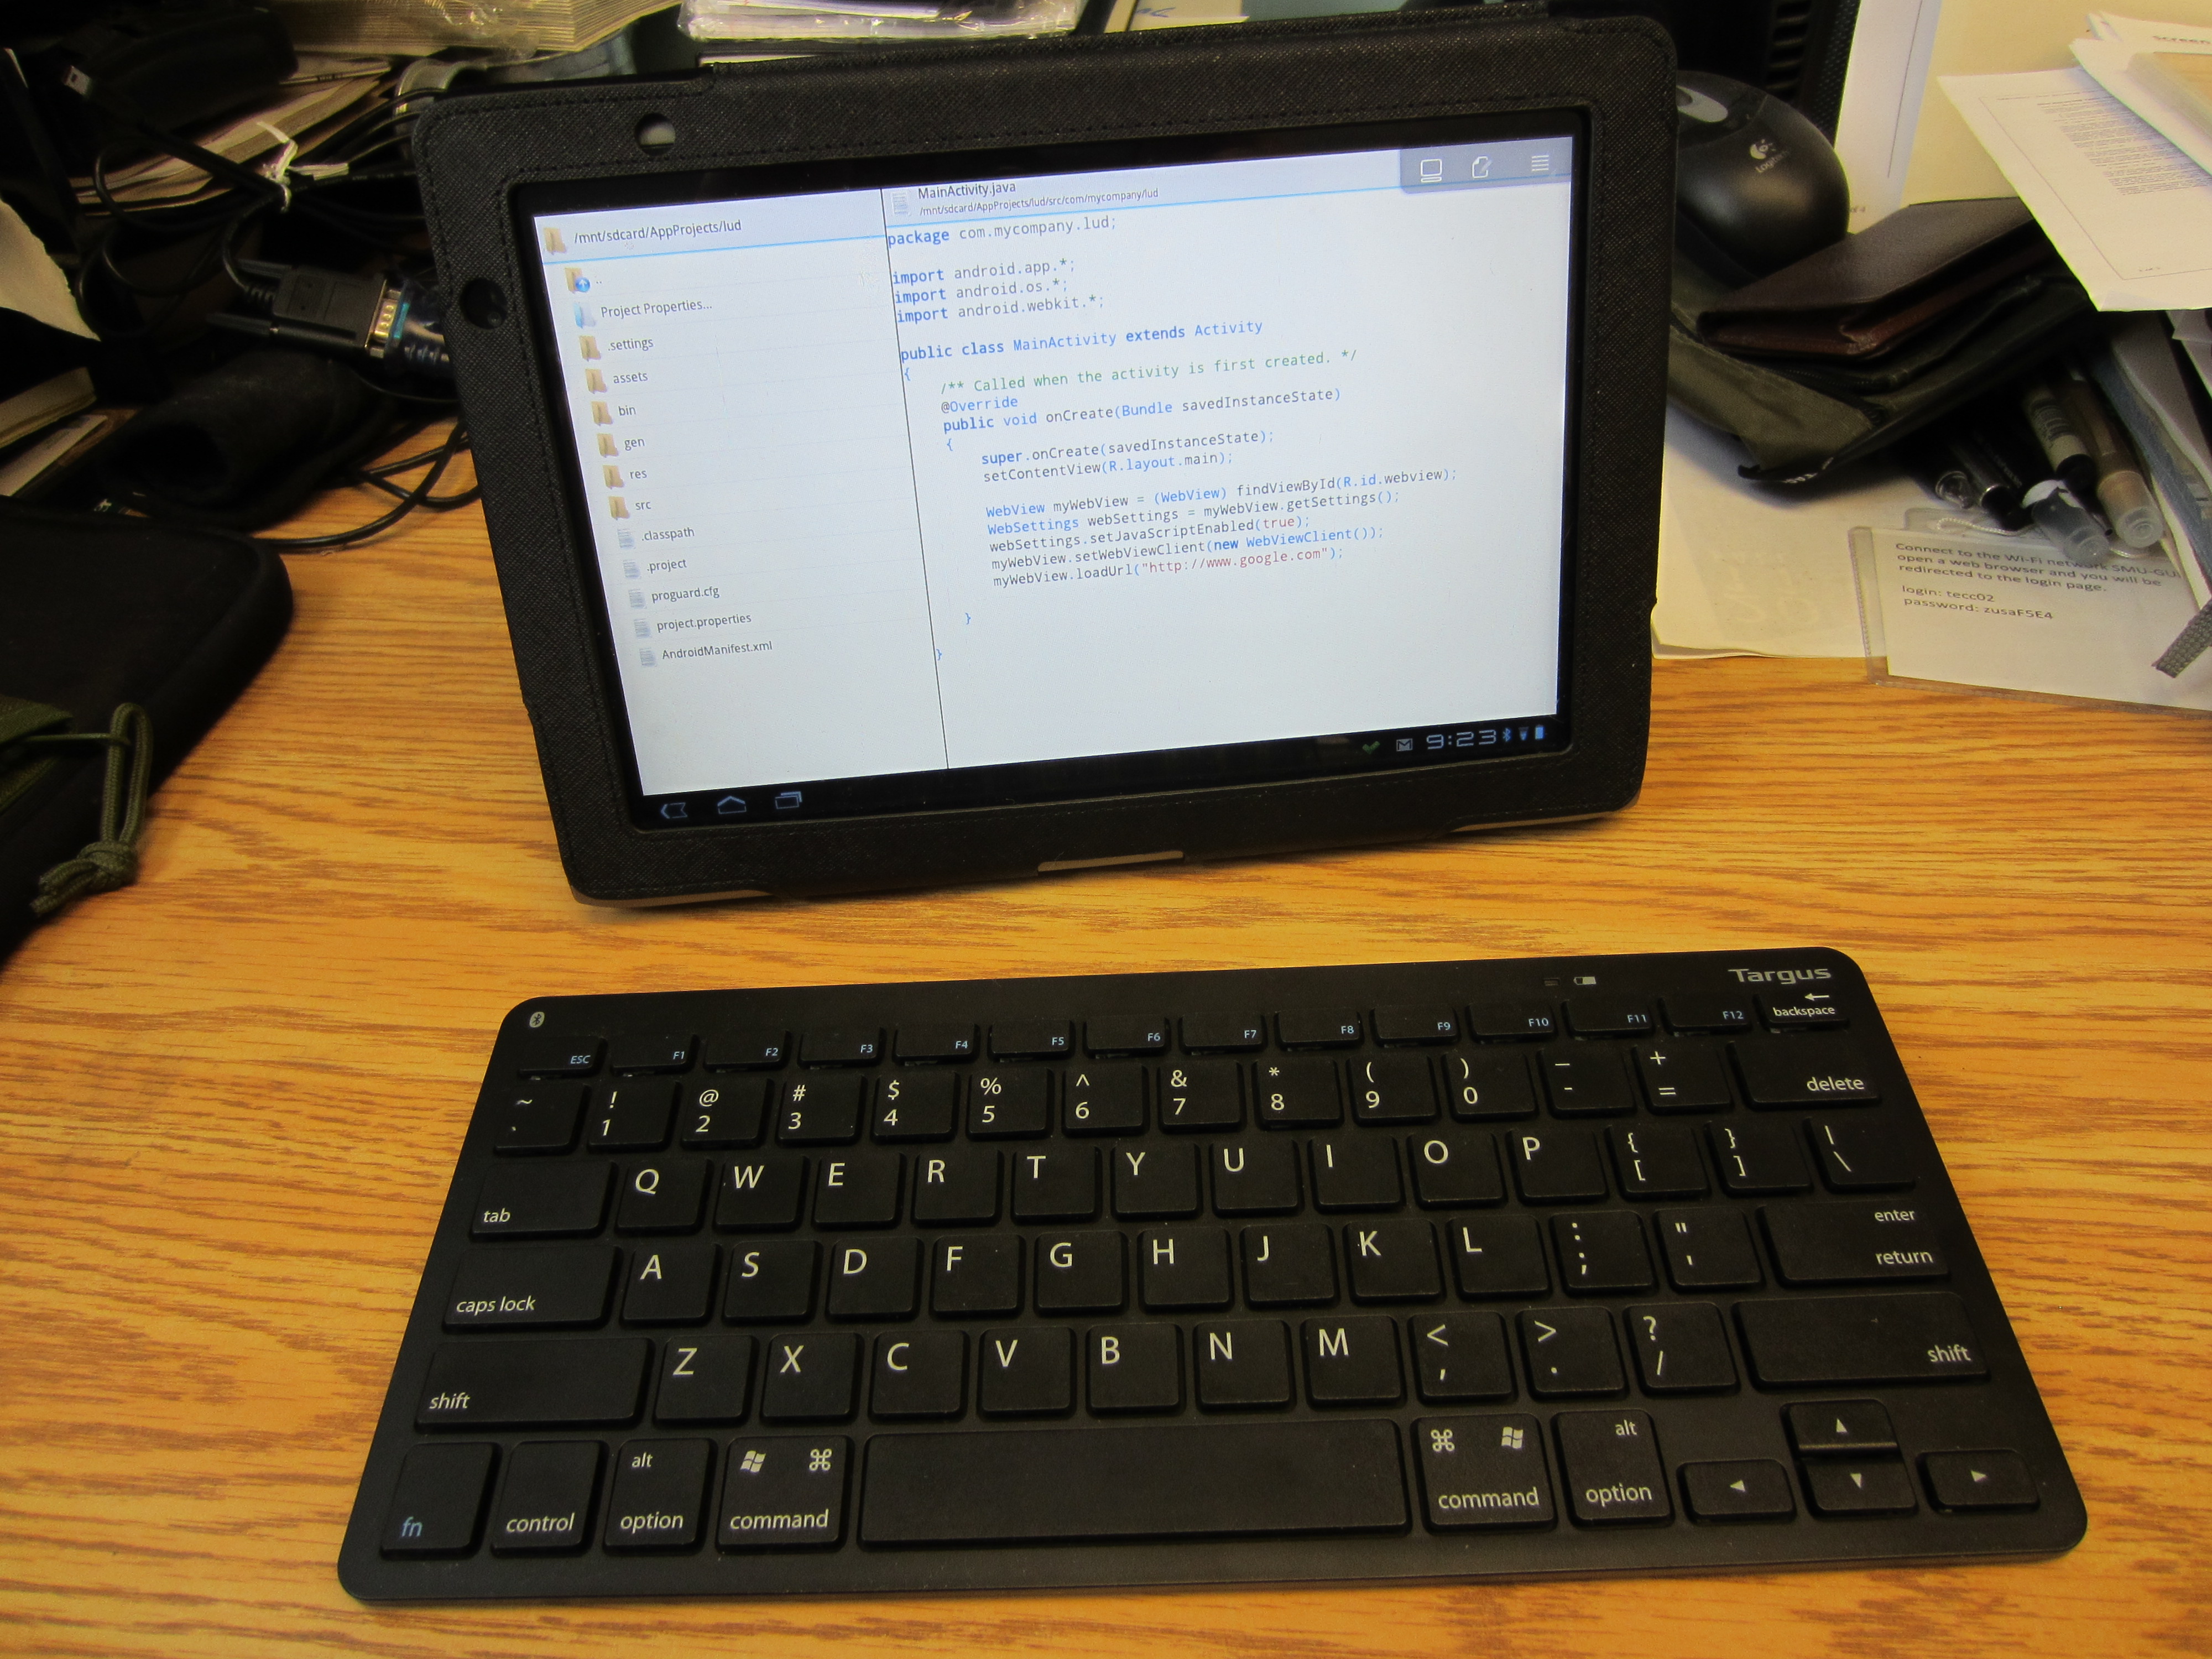 /mnt/sdcard/AppProjects/lud
..
Project Properties...
.settings
assets
bin
gen
res
src
.classpath
.project
proguard.cfg
project.properties
AndroidManifest.xml
MainActivity.java
/mnt/sdcard/AppProjects/lud/src/com/mycompany/lud
package com.mycompany.lud;
import android.app.*;
import android.os.*;
import android.webkit.*;
public class MainActivity extends Activity
{
/** Called when the activity is first created. */
@Override
public void onCreate(Bundle savedInstanceState)
{
super.onCreate(savedInstanceState);
setContentView(R.layout.main);
WebView myWebView = (WebView) findViewById(R.id.webview);
WebSettings webSettings = myWebView.getSettings();
webSettings.setJavaScriptEnabled(true);
myWebView.setWebViewClient(new WebViewClient());
myWebView.loadUrl("http://www.google.com");
}
}
9:23
Logitech
Connect to the Wi-Fi network
open a web browser and you will be
redirected to the login page.
login: tecc02
password: zusaF5E4
Targus
ESC F1 F2 F3 F4 F5 F6 F7 F8 F9 F10 F11 F12 backspace
~ ! @ # $ % ^ & * ( ) _ +
` 1 2 3 4 5 6 7 8 9 0 - = delete
tab Q W E R T Y U I O P { [ } ] | \
caps lock A S D F G H J K L : ; " ' enter return
shift Z X C V B N M < , > . ? / shift
fn control alt option ⌘ command ⌘ command alt option